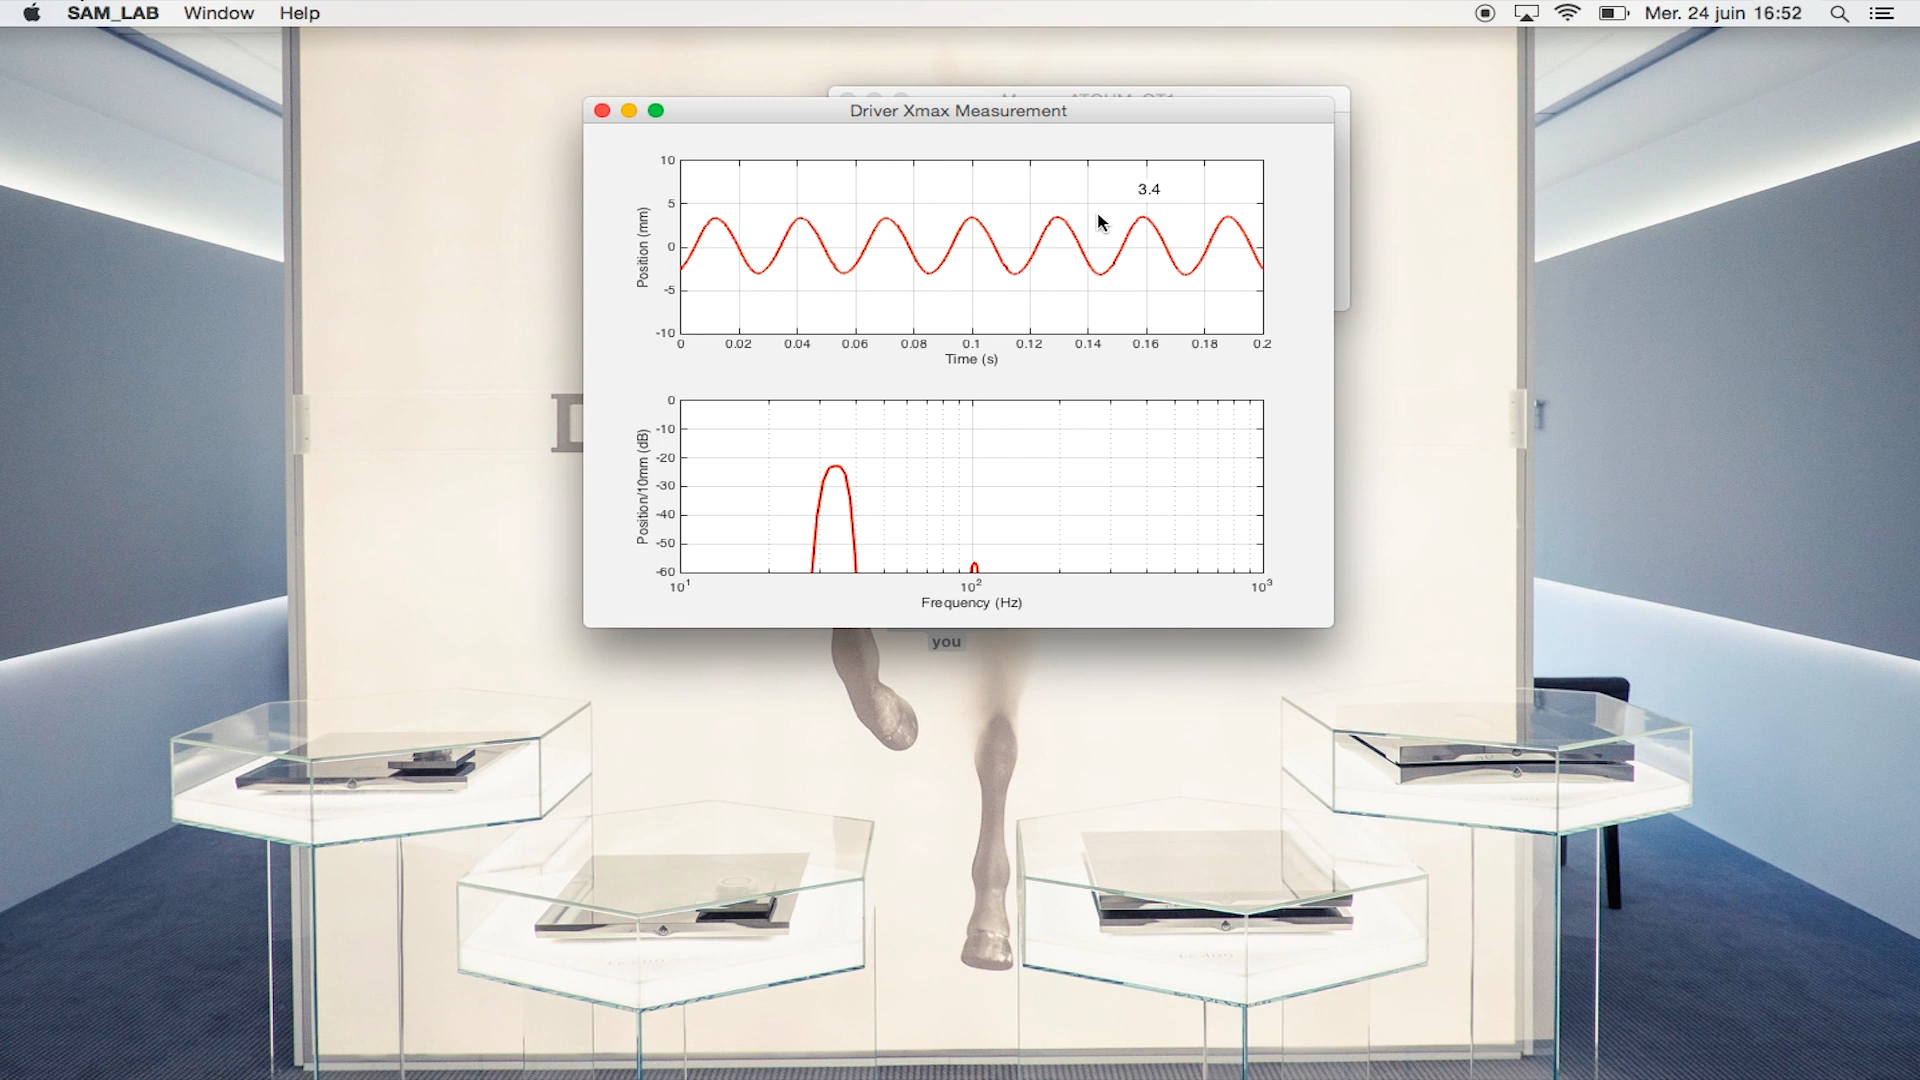 SAM_LAB Window Help
Mer. 24 juin 16:52
Driver Xmax Measurement
10
5
0
-5
-10
Position (mm)
3.4
0 0.02 0.04 0.06 0.08 0.1 0.12 0.14 0.16 0.18 0.2
Time (s)
0
-10
-20
-30
-40
-50
-60
Position/10mm (dB)
10¹ 10² 10³
Frequency (Hz)
you